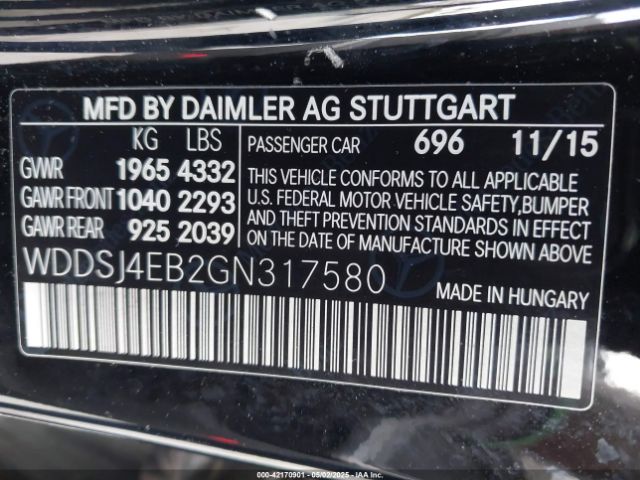 MFD BY DAIMLER AG STUTTGART
KG LBS
GVWR 1965 4332
GAWR FRONT 1040 2293
GAWR REAR 925 2039
PASSENGER CAR 696 11/15
THIS VEHICLE CONFORMS TO ALL APPLICABLE
U.S. FEDERAL MOTOR VEHICLE SAFETY,BUMPER
AND THEFT PREVENTION STANDARDS IN EFFECT
ON THE DATE OF MANUFACTURE SHOWN ABOVE
WDDSJ4EB2GN317580
MADE IN HUNGARY
000-42170901 - 05/02/2025 - IAAI.COM